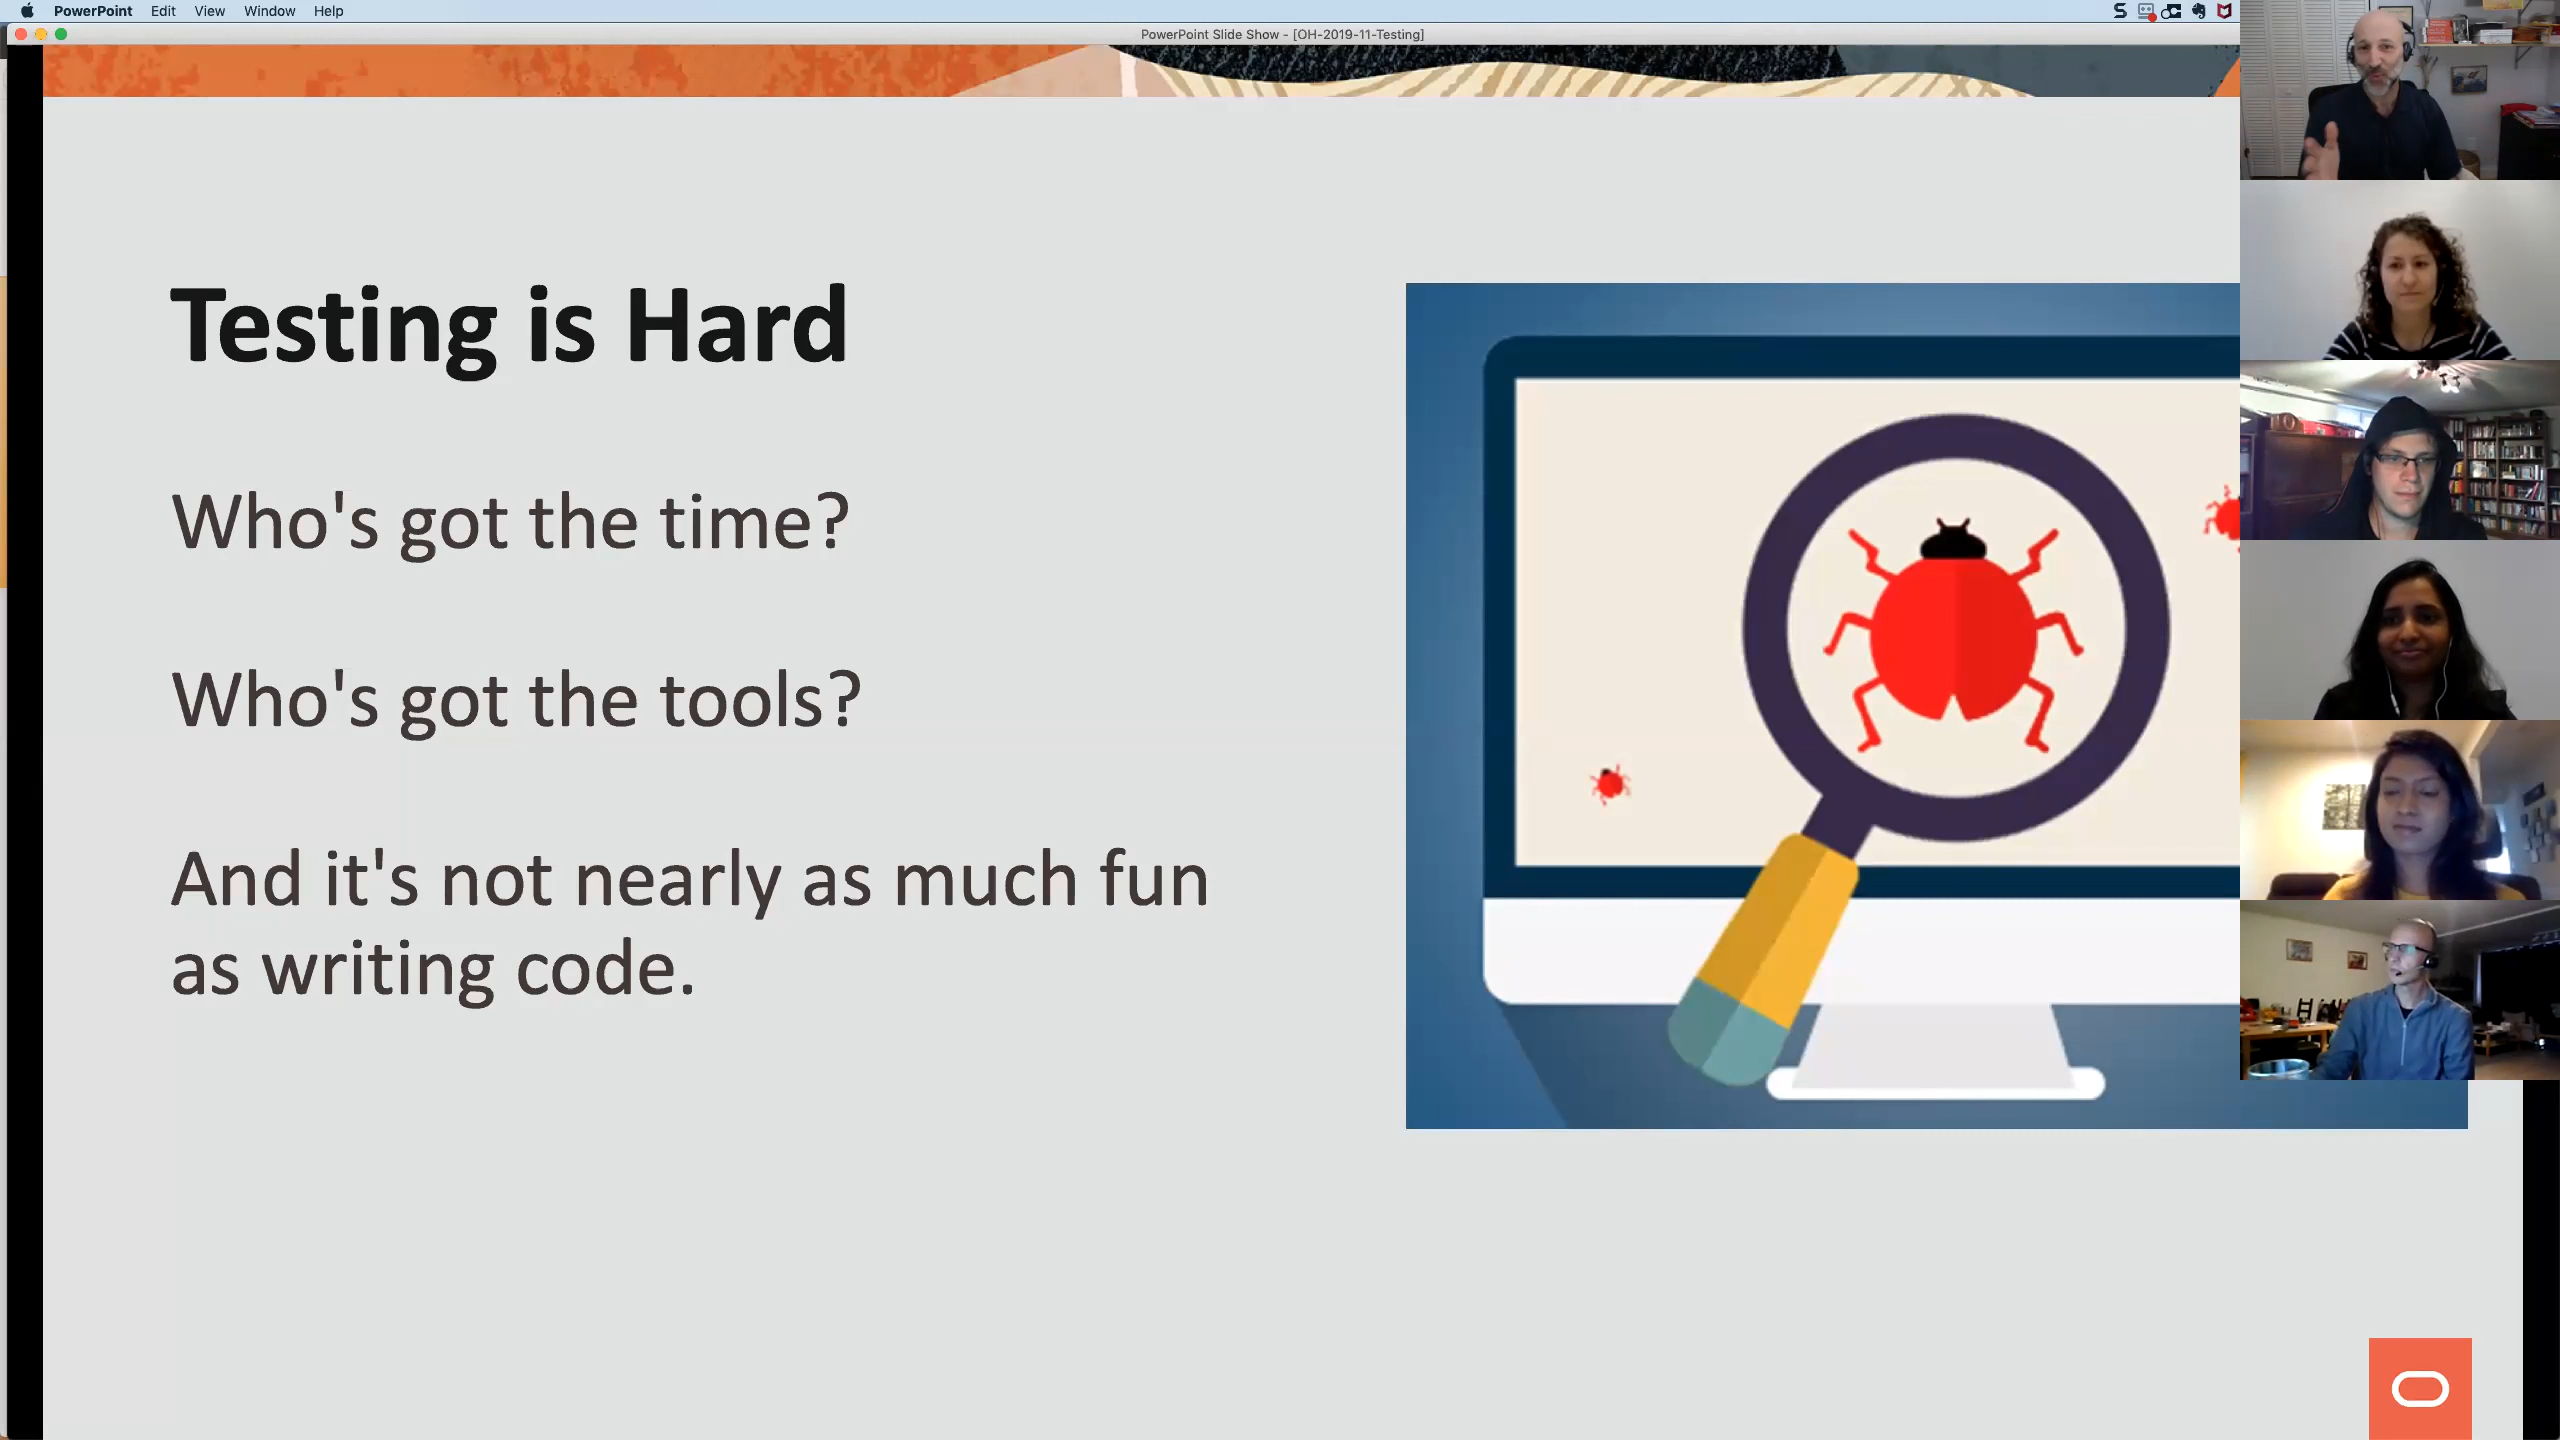 PowerPoint Edit View Window Help
PowerPoint Slide Show - [OH-2019-11-Testing]
Testing is Hard
Who's got the time?
Who's got the tools?
And it's not nearly as much fun
as writing code.